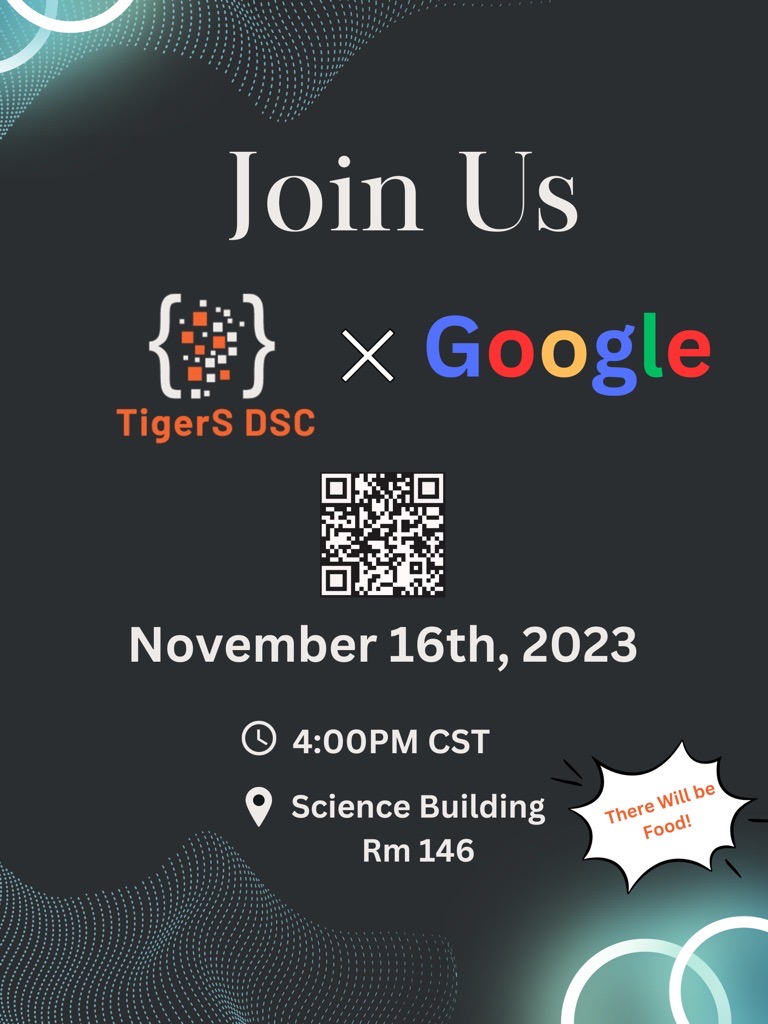 Join Us
TigerS DSC
Google
November 16th, 2023
4:00PM CST
Science Building
Rm 146
There Will be
Food!